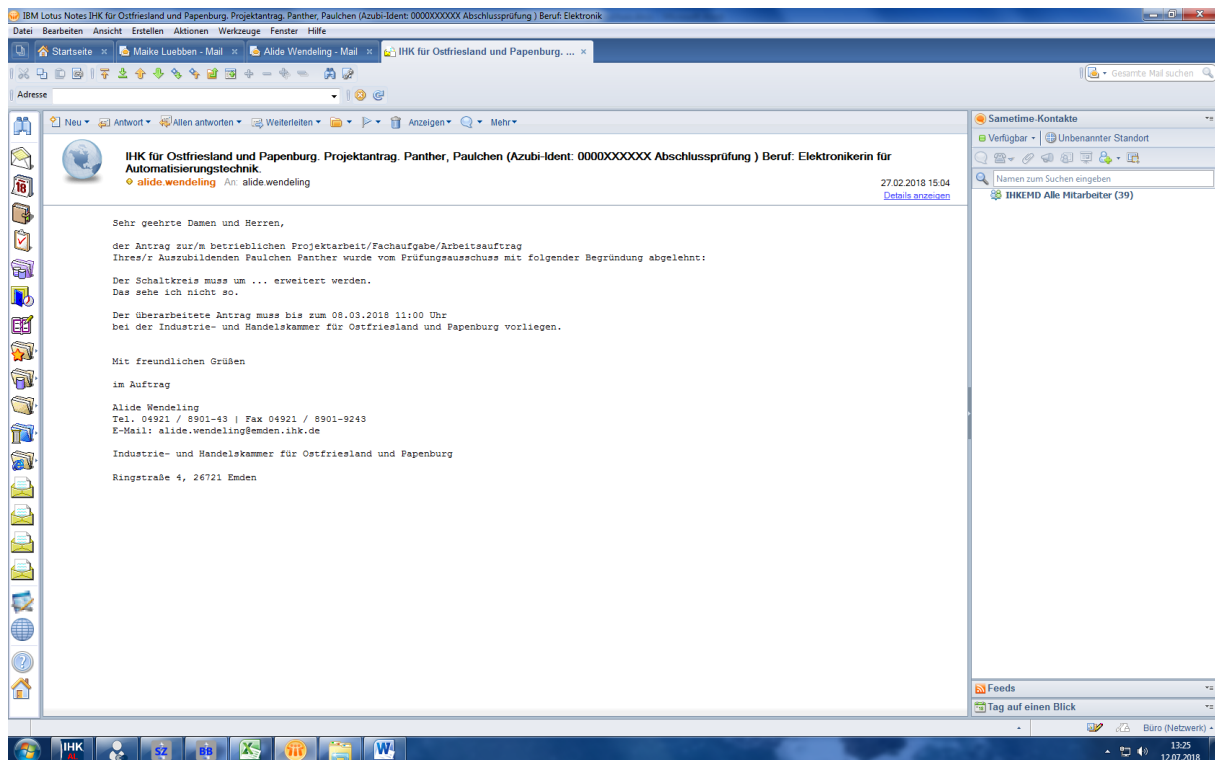 IBM Lotus Notes IHK für Ostfriesland und Papenburg. Projektantrag. Panther, Paulchen (Azubi-Ident: 0000XXXXXX Abschlussprüfung ) Beruf: Elektronik
Datei Bearbeiten Ansicht Erstellen Aktionen Werkzeuge Fenster Hilfe
Startseite × Maike Luebben - Mail × Alide Wendeling - Mail × IHK für Ostfriesland und Papenburg. ... ×
Gesamte Mail suchen
Adresse
Neu Antwort Allen antworten Weiterleiten Anzeigen Mehr
Sametime-Kontakte
Verfügbar Unbenannter Standort
Namen zum Suchen eingeben
IHKEMD Alle Mitarbeiter (39)
IHK für Ostfriesland und Papenburg. Projektantrag. Panther, Paulchen (Azubi-Ident: 0000XXXXXX Abschlussprüfung ) Beruf: Elektronikerin für
Automatisierungstechnik.
alide.wendeling An: alide.wendeling
27.02.2018 15:04
Details anzeigen
18
Sehr geehrte Damen und Herren,
der Antrag zur/m betrieblichen Projektarbeit/Fachaufgabe/Arbeitsauftrag
Ihres/r Auszubildenden Paulchen Panther wurde vom Prüfungsausschuss mit folgender Begründung abgelehnt:
Der Schaltkreis muss um ... erweitert werden.
Das sehe ich nicht so.
Der überarbeitete Antrag muss bis zum 08.03.2018 11:00 Uhr
bei der Industrie- und Handelskammer für Ostfriesland und Papenburg vorliegen.
Mit freundlichen Grüßen
im Auftrag
Alide Wendeling
Tel. 04921 / 8901-43 | Fax 04921 / 8901-9243
E-Mail: alide.wendeling@emden.ihk.de
Industrie- und Handelskammer für Ostfriesland und Papenburg
Ringstraße 4, 26721 Emden
Feeds
Tag auf einen Blick
Büro (Netzwerk)
IHK
SZ
BB
W
13:25
12.07.2018